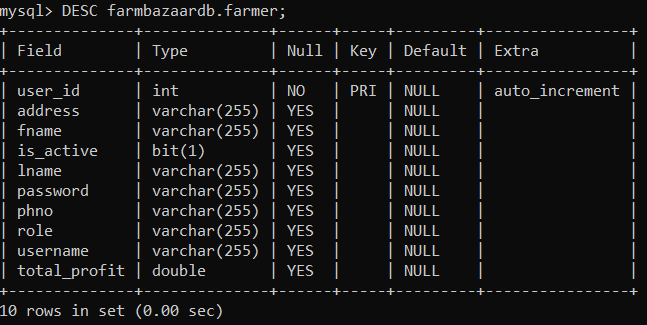 mysql> DESC farmbazaardb.farmer;
+--------------+--------------+------+-----+---------+----------------+
| Field        | Type         | Null | Key | Default | Extra          |
+--------------+--------------+------+-----+---------+----------------+
| user_id      | int          | NO   | PRI | NULL    | auto_increment |
| address      | varchar(255) | YES  |     | NULL    |                |
| fname        | varchar(255) | YES  |     | NULL    |                |
| is_active    | bit(1)       | YES  |     | NULL    |                |
| lname        | varchar(255) | YES  |     | NULL    |                |
| password     | varchar(255) | YES  |     | NULL    |                |
| phno         | varchar(255) | YES  |     | NULL    |                |
| role         | varchar(255) | YES  |     | NULL    |                |
| username     | varchar(255) | YES  |     | NULL    |                |
| total_profit | double       | YES  |     | NULL    |                |
+--------------+--------------+------+-----+---------+----------------+
10 rows in set (0.00 sec)